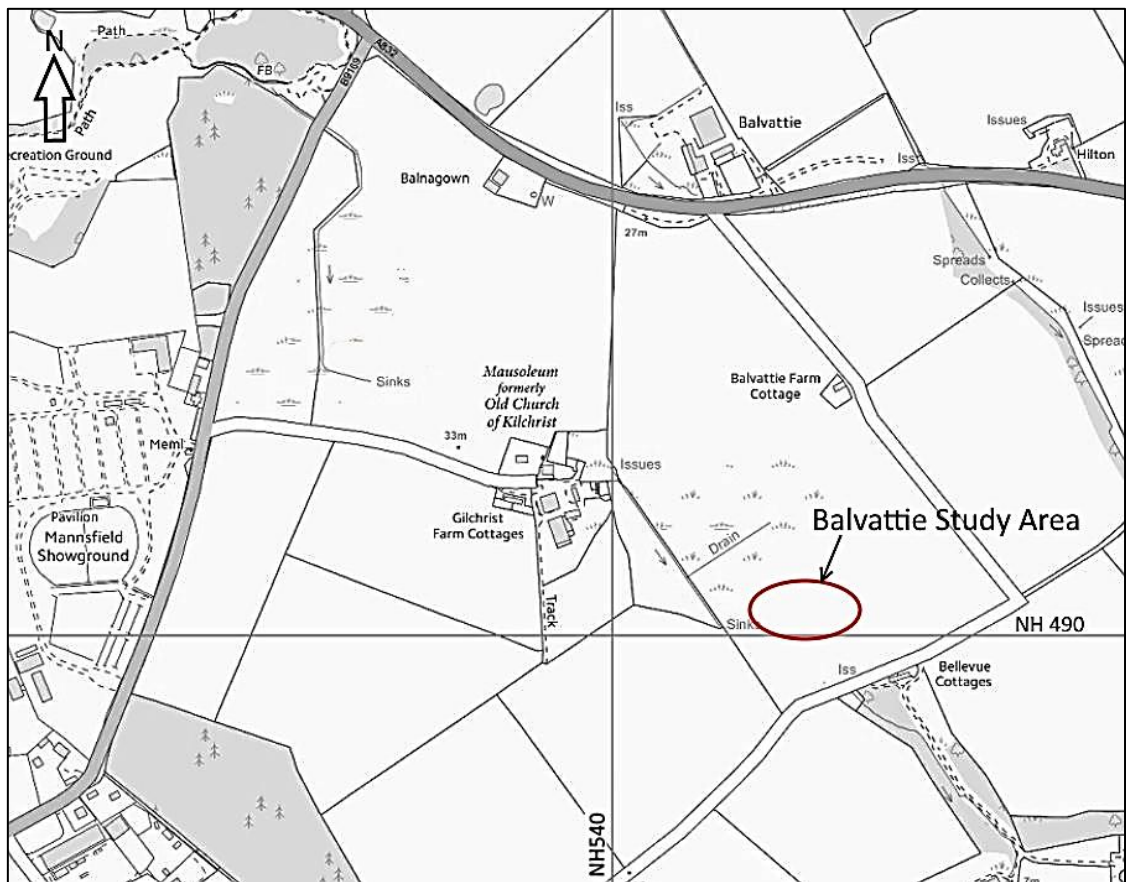 Path
N
FB
Path
ecreation Ground
A832
B9169
Iss
Balvattie
Issues
Hilton
Iss
Balnagown
W
27m
Spreads
Collects
Issues
Spread
Sinks
Mausoleum
formerly
Old Church
of Kilchrist
Balvattie Farm
Cottage
33m
Meml
Issues
Gilchrist
Farm Cottages
Pavilion
Mannsfield
Showground
Drain
Balvattie Study Area
Track
Sinks
NH 490
Iss
Bellevue
Cottages
NH540
7m